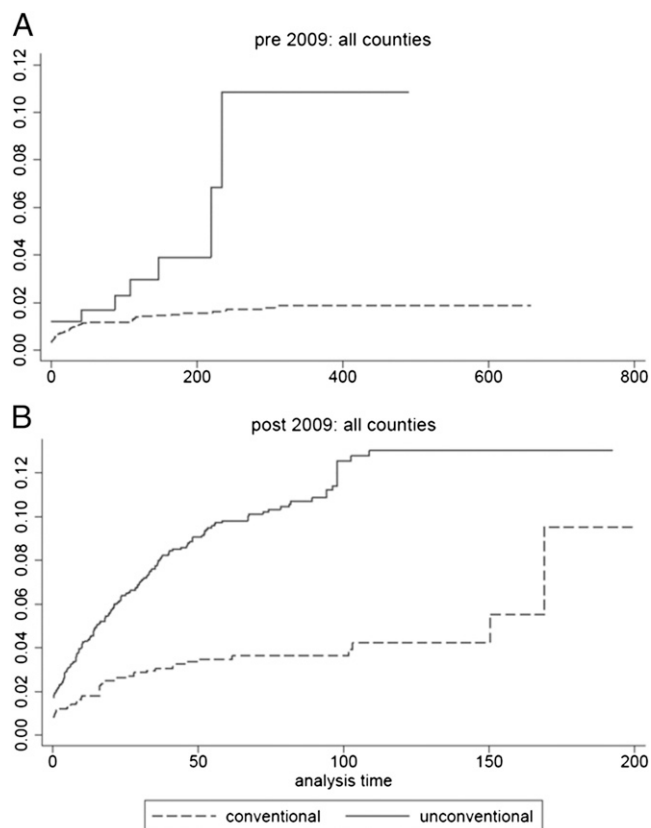 A
pre 2009: all counties
0.12
0.10
0.08
0.06
0.04
0.02
0.00
0 200 400 600 800
B
post 2009: all counties
0.12
0.10
0.08
0.06
0.04
0.02
0.00
0 50 100 150 200
analysis time
conventional unconventional